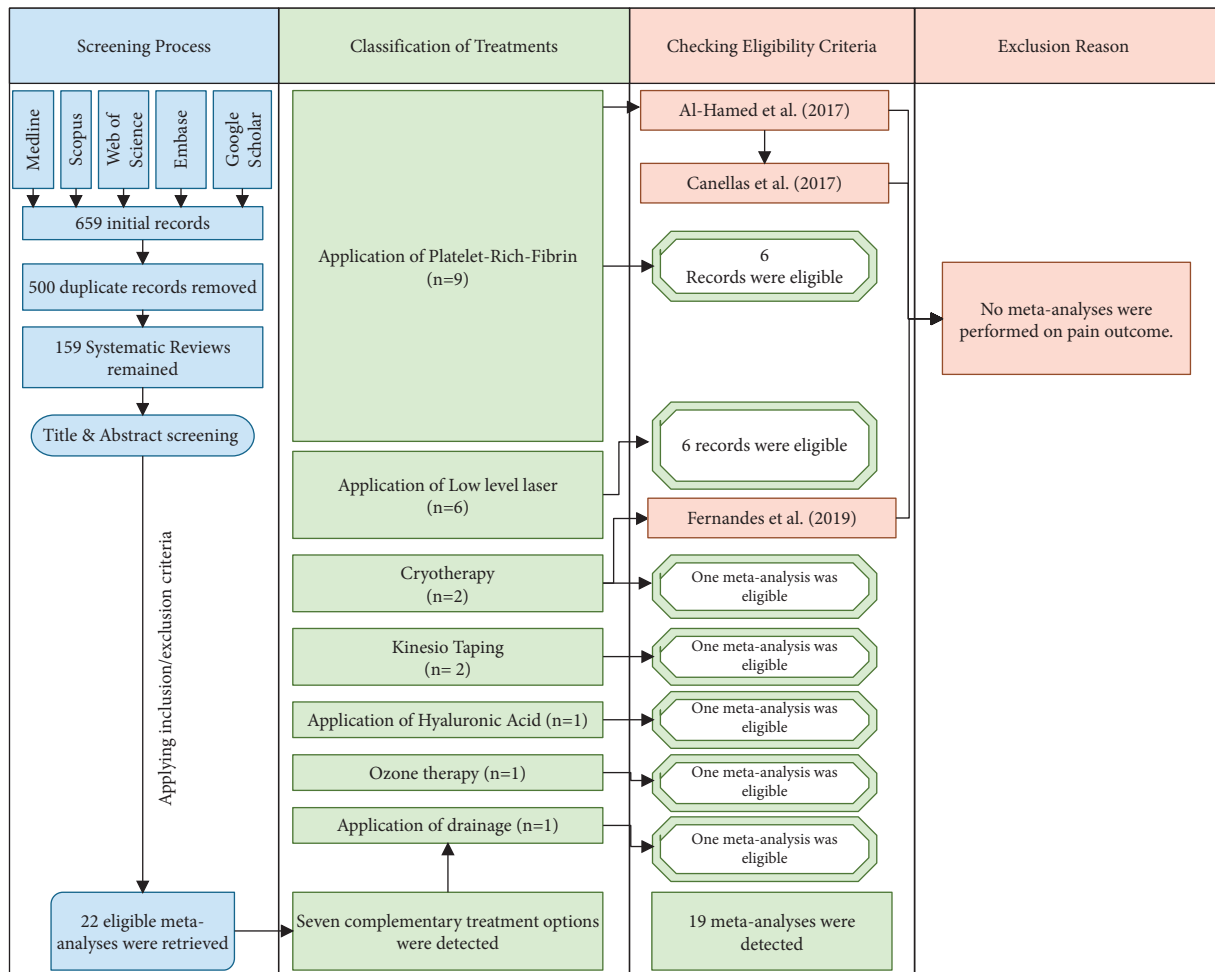 Screening Process
Classification of Treatments
Checking Eligibility Criteria
Exclusion Reason
Medline
Scopus
Web of
Science
Embase
Google
Scholar
659 initial records
500 duplicate records removed
159 Systematic Reviews
remained
Title & Abstract screening
Applying inclusion/exclusion criteria
22 eligible meta-
analyses were retrieved
Application of Platelet-Rich-Fibrin
(n=9)
Application of Low level laser
(n=6)
Cryotherapy
(n=2)
Kinesio Taping
(n= 2)
Application of Hyaluronic Acid (n=1)
Ozone therapy (n=1)
Application of drainage (n=1)
Seven complementary treatment options
were detected
Al-Hamed et al. (2017)
Canellas et al. (2017)
6
Records were eligible
6 records were eligible
Fernandes et al. (2019)
One meta-analysis was
eligible
One meta-analysis was
eligible
One meta-analysis was
eligible
One meta-analysis was
eligible
One meta-analysis was
eligible
19 meta-analyses were
detected
No meta-analyses were
performed on pain outcome.